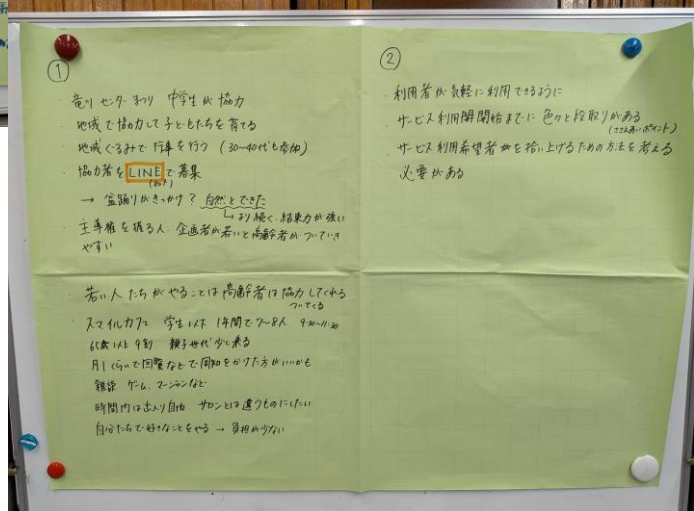 ①
・竜川センターまつり 中学生が協力
・地域で協力して子どもたちを育てる
・地域ぐるみで行事を行う (30〜40代も参加)
・協力者をLINEで募集
→ 盆踊りがきっかけ? 自然とできた
↳より続く、結束力が強い
・主導権を握る人、企画者が若いと高齢者がついていき
やすい
・若い人たちがやることは高齢者は協力してくれる
ついてくる
スマイルカフェ 学生以下 1年間で7〜8人 9:30〜11:30
65歳以上9割 親子世代少し来る
月1くらいで回覧などで周知をかけた方がいいかも
雑談 ゲーム、マージャンなど
時間内は出入り自由 サロンとは違うものにしたい
自分たちで好きなことをやる → 負担が少ない
②
・利用者が気軽に利用できるように
・サービス利用開始までに色々と段取りがある
(ささえあいポイント)
・サービス利用希望者がを拾い上げるための方法を考える
必要がある